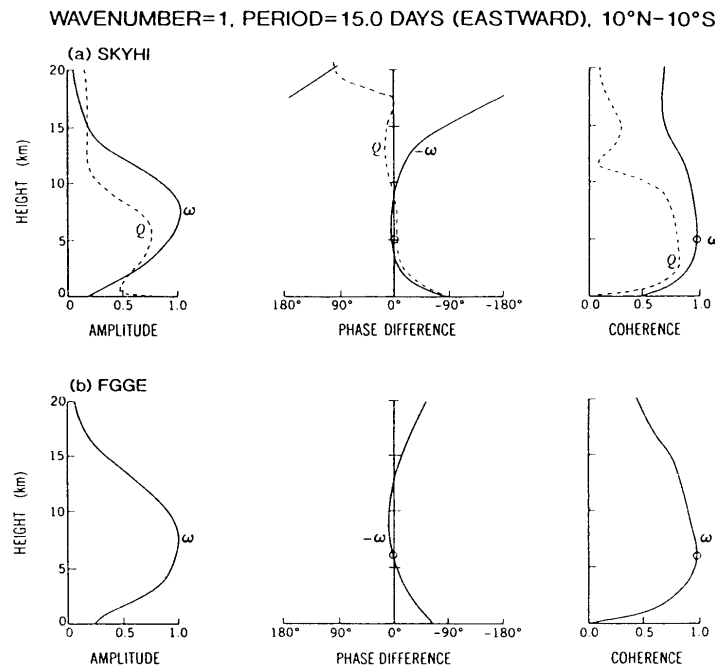 WAVENUMBER=1, PERIOD=15.0 DAYS (EASTWARD), 10°N-10°S
(a) SKYHI
20
15
10
5
0
HEIGHT (km)
Q
ω
0 0.5 1.0
AMPLITUDE
Q
-ω
180° 90° 0° -90° -180°
PHASE DIFFERENCE
Q
ω
0.0 0.5 1.0
COHERENCE
(b) FGGE
20
15
10
5
0
HEIGHT (km)
ω
0 0.5 1.0
AMPLITUDE
-ω
180° 90° 0° -90° -180°
PHASE DIFFERENCE
ω
0.0 0.5 1.0
COHERENCE